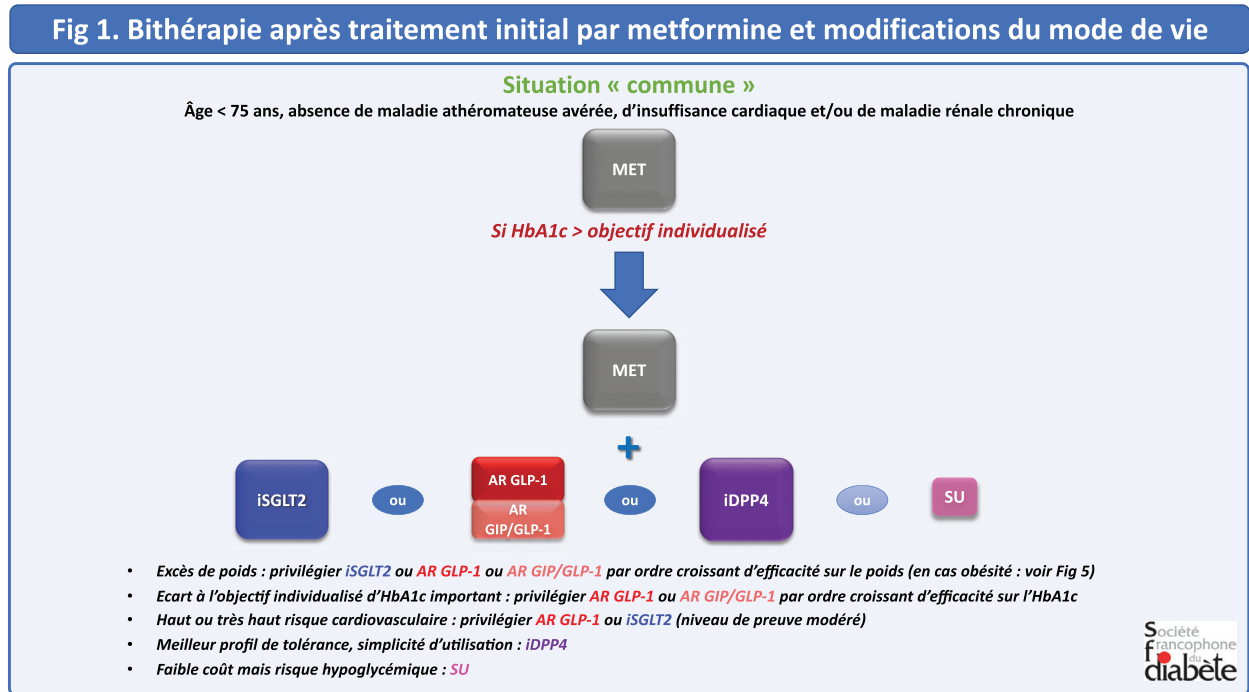 Fig 1. Bithérapie après traitement initial par metformine et modifications du mode de vie
Situation « commune »
Âge < 75 ans, absence de maladie athéromateuse avérée, d’insuffisance cardiaque et/ou de maladie rénale chronique
MET
Si HbA1c > objectif individualisé
MET
+
iSGLT2
ou
AR GLP-1
AR
GIP/GLP-1
ou
iDPP4
ou
SU
• Excès de poids : privilégier iSGLT2 ou AR GLP-1 ou AR GIP/GLP-1 par ordre croissant d’efficacité sur le poids (en cas obésité : voir Fig 5)
• Ecart à l’objectif individualisé d’HbA1c important : privilégier AR GLP-1 ou AR GIP/GLP-1 par ordre croissant d’efficacité sur l’HbA1c
• Haut ou très haut risque cardiovasculaire : privilégier AR GLP-1 ou iSGLT2 (niveau de preuve modéré)
• Meilleur profil de tolérance, simplicité d’utilisation : iDPP4
• Faible coût mais risque hypoglycémique : SU
Société
francophone
du
diabète